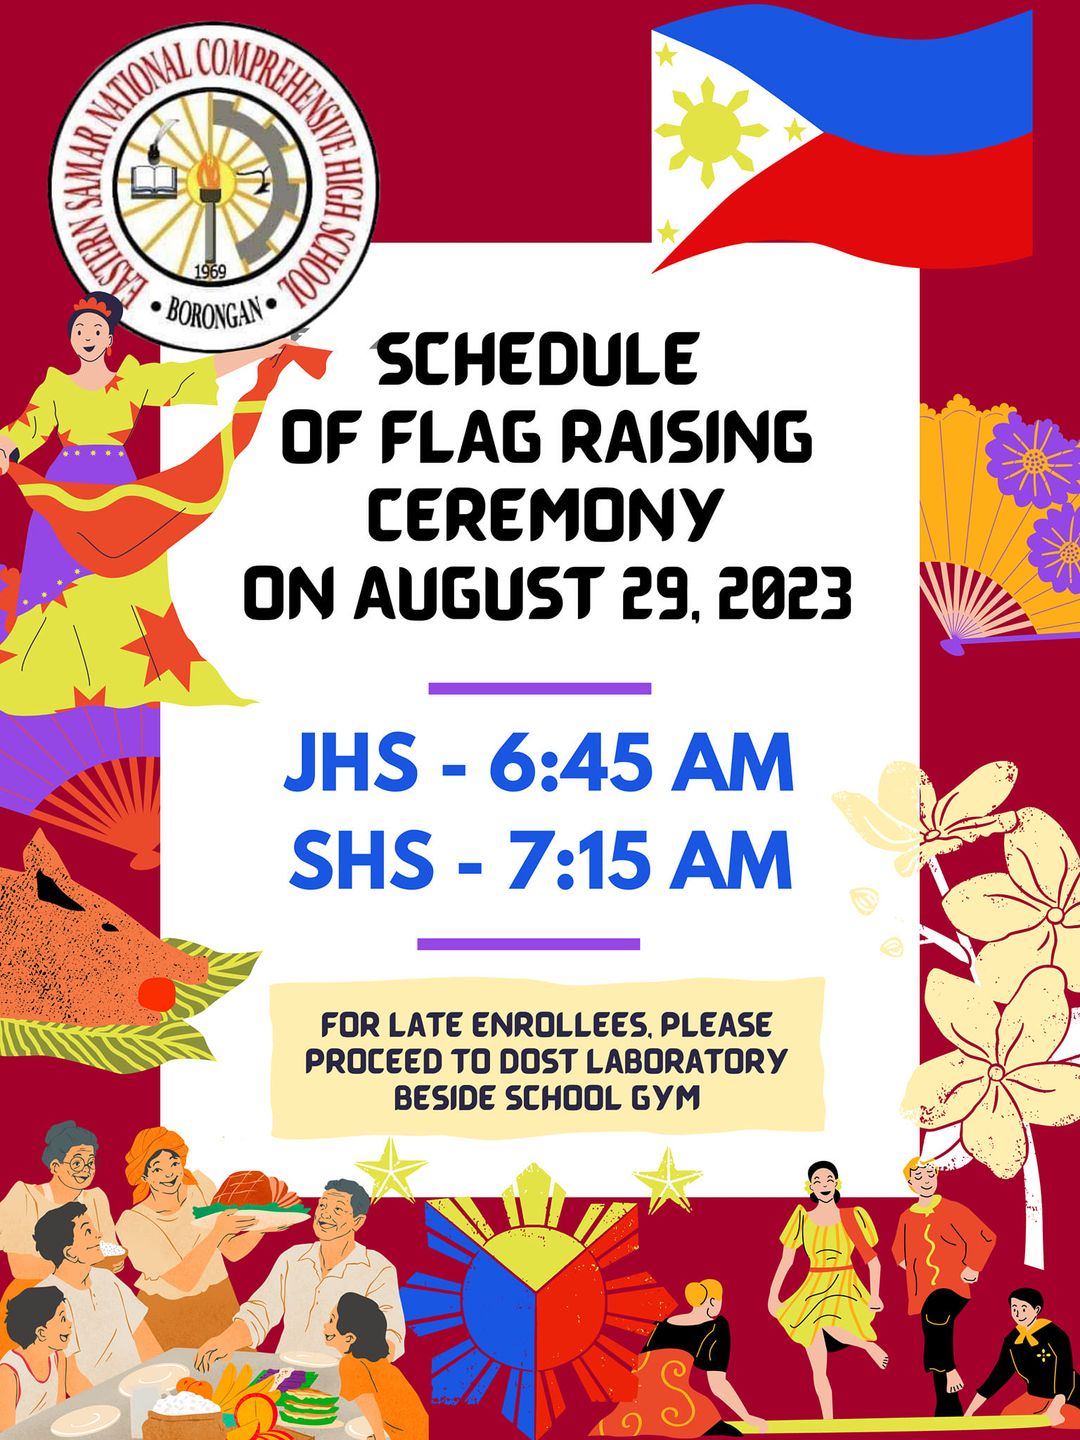 EASTERN SAMAR NATIONAL COMPREHENSIVE HIGH SCHOOL
1969
• BORONGAN •
SCHEDULE
OF FLAG RAISING
CEREMONY
ON AUGUST 29, 2023
JHS - 6:45 AM
SHS - 7:15 AM
FOR LATE ENROLLEES, PLEASE
PROCEED TO DOST LABORATORY
BESIDE SCHOOL GYM